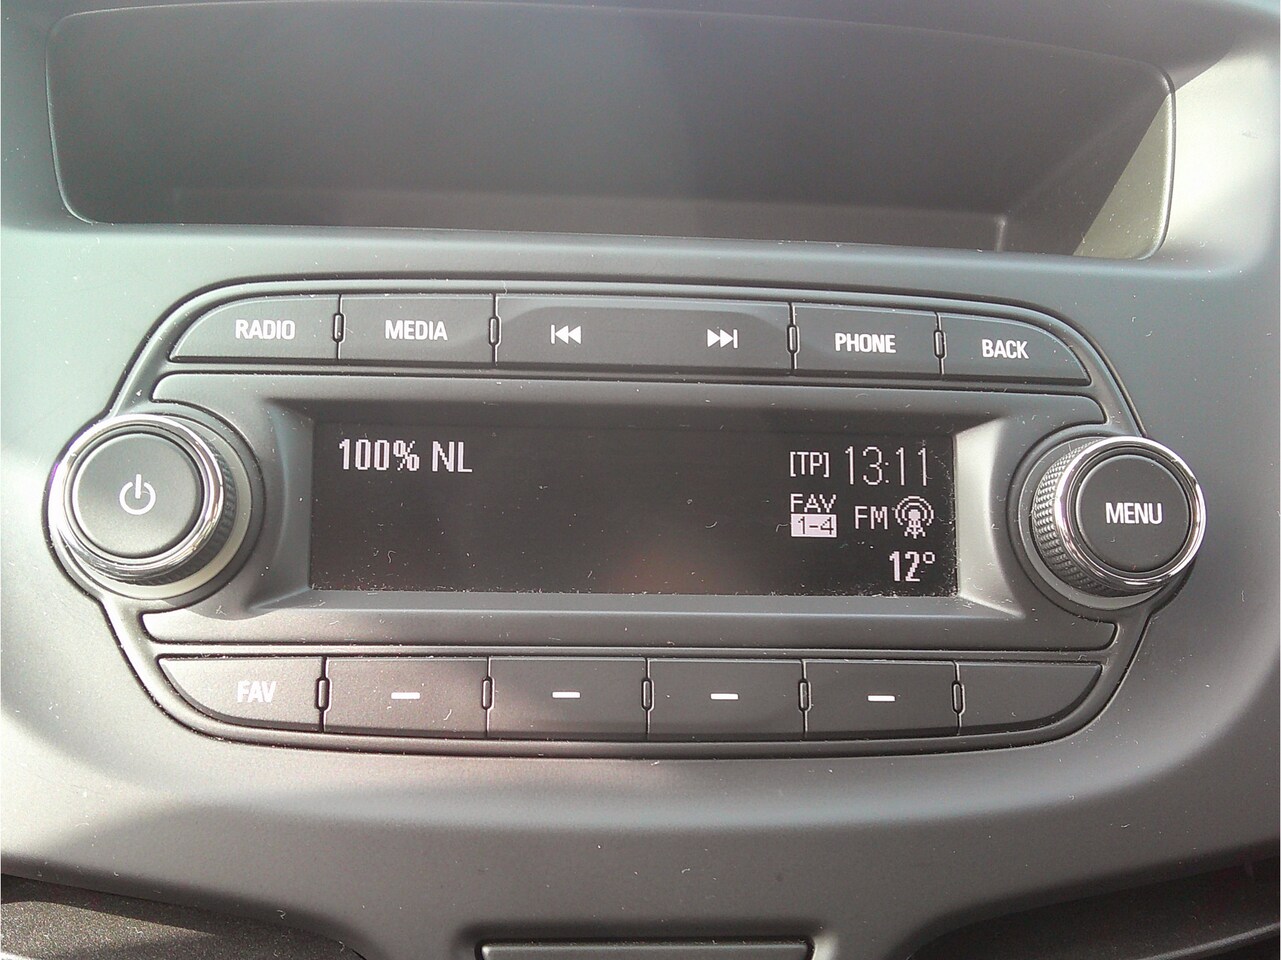 RADIO MEDIA PHONE BACK
100% NL [TP] 13:11
FAV
1-4 FM
12°
MENU
FAV